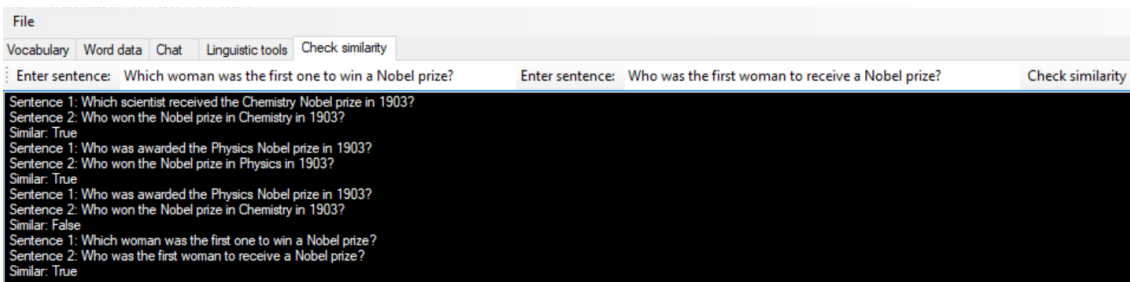 File
Vocabulary Word data Chat Linguistic tools Check similarity
Enter sentence: Which woman was the first one to win a Nobel prize? Enter sentence: Who was the first woman to receive a Nobel prize? Check similarity
Sentence 1: Which scientist received the Chemistry Nobel prize in 1903?
Sentence 2: Who won the Nobel prize in Chemistry in 1903?
Similar: True
Sentence 1: Who was awarded the Physics Nobel prize in 1903?
Sentence 2: Who won the Nobel prize in Physics in 1903?
Similar: True
Sentence 1: Who was awarded the Physics Nobel prize in 1903?
Sentence 2: Who won the Nobel prize in Chemistry in 1903?
Similar: False
Sentence 1: Which woman was the first one to win a Nobel prize?
Sentence 2: Who was the first woman to receive a Nobel prize?
Similar: True